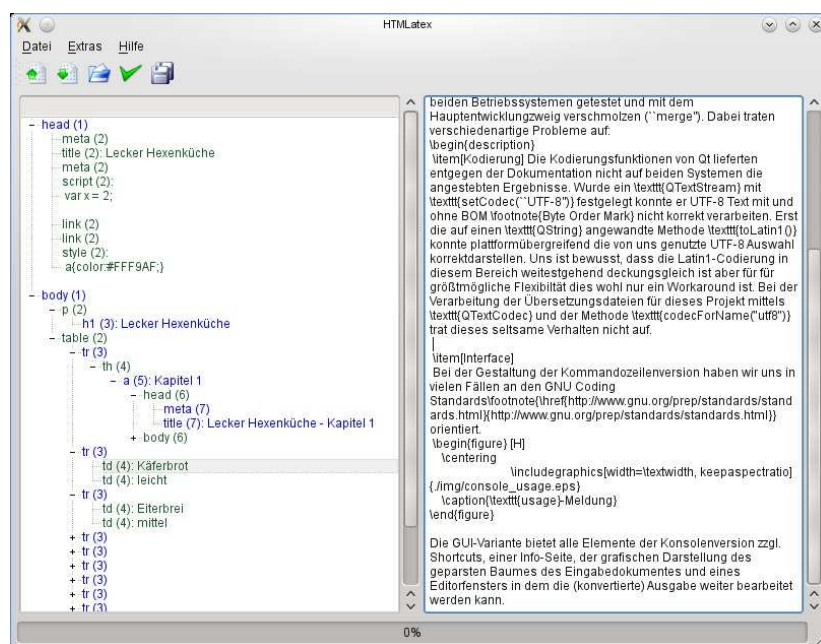 HTMLatex
Datei Extras Hilfe
- head (1)
meta (2)
title (2): Lecker Hexenküche
meta (2)
script (2):
var x = 2;
link (2)
link (2)
style (2):
a{color:#FFF9AF;}
- body (1)
- p (2)
h1 (3): Lecker Hexenküche
- table (2)
- tr (3)
- th (4)
- a (5): Kapitel 1
- head (6)
meta (7)
title (7): Lecker Hexenküche - Kapitel 1
+ body (6)
- tr (3)
td (4): Käferbrot
td (4): leicht
- tr (3)
td (4): Eiterbrei
td (4): mittel
+ tr (3)
+ tr (3)
+ tr (3)
+ tr (3)
+ tr (3)
+ tr (3)
beiden Betriebssystemen getestet und mit dem
Hauptentwicklungzweig verschmolzen (``merge''). Dabei traten
verschiedenartige Probleme auf:
\begin{description}
\item[Kodierung] Die Kodierungsfunktionen von Qt lieferten
entgegen der Dokumentation nicht auf beiden Systemen die
angestebten Ergebnisse. Wurde ein \texttt{QTextStream} mit
\texttt{setCodec(``UTF-8'')} festgelegt konnte er UTF-8 Text mit und
ohne BOM \footnote{Byte Order Mark} nicht korrekt verarbeiten. Erst
die auf einen \texttt{QString} angewandte Methode \texttt{toLatin1()}
konnte plattformübergreifend die von uns genutzte UTF-8 Auswahl
korrektdarstellen. Uns ist bewusst, dass die Latin1-Codierung in
diesem Bereich weitestgehend deckungsgleich ist aber für für
größtmögliche Flexibiltät dies wohl nur ein Workaround ist. Bei der
Verarbeitung der Übersetzungsdateien für dieses Projekt mittels
\texttt{QTextCodec} und der Methode \texttt{codecForName("utf8")}
trat dieses seltsame Verhalten nicht auf.
\item[Interface]
Bei der Gestaltung der Kommandozeilenversion haben wir uns in
vielen Fällen an den GNU Coding
Standards\footnote{\href{http://www.gnu.org/prep/standards/stand
ards.html}{http://www.gnu.org/prep/standards/standards.html}}
orientiert.
\begin{figure} [H]
\centering
\includegraphics[width=\textwidth, keepaspectratio]
{./img/console_usage.eps}
\caption{\texttt{usage}-Meldung}
\end{figure}
Die GUI-Variante bietet alle Elemente der Konsolenversion zzgl.
Shortcuts, einer Info-Seite, der grafischen Darstellung des
geparsten Baumes des Eingabedokumentes und eines
Editorfensters in dem die (konvertierte) Ausgabe weiter bearbeitet
werden kann.
0%